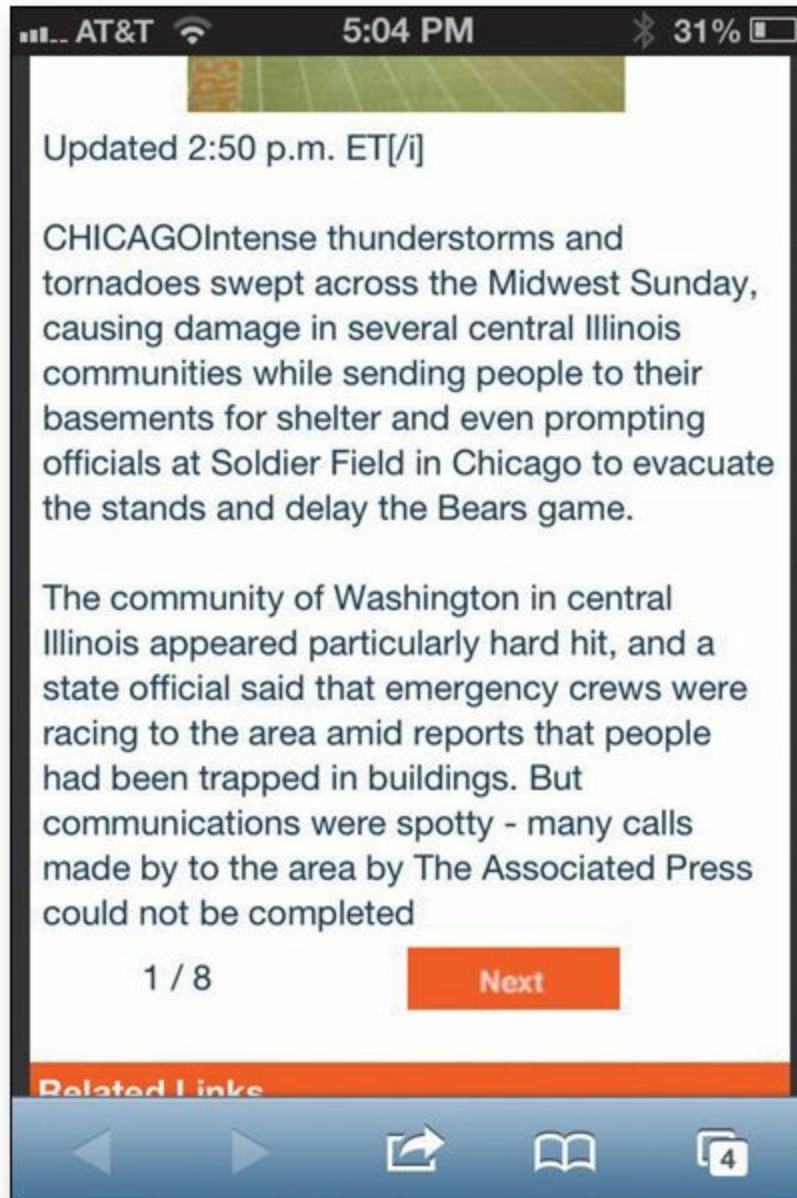 AT&T 5:04 PM 31%
ARS
Updated 2:50 p.m. ET[/i]
CHICAGOIntense thunderstorms and
tornadoes swept across the Midwest Sunday,
causing damage in several central Illinois
communities while sending people to their
basements for shelter and even prompting
officials at Soldier Field in Chicago to evacuate
the stands and delay the Bears game.
The community of Washington in central
Illinois appeared particularly hard hit, and a
state official said that emergency crews were
racing to the area amid reports that people
had been trapped in buildings. But
communications were spotty - many calls
made by to the area by The Associated Press
could not be completed
1 / 8 Next
Related Links
4